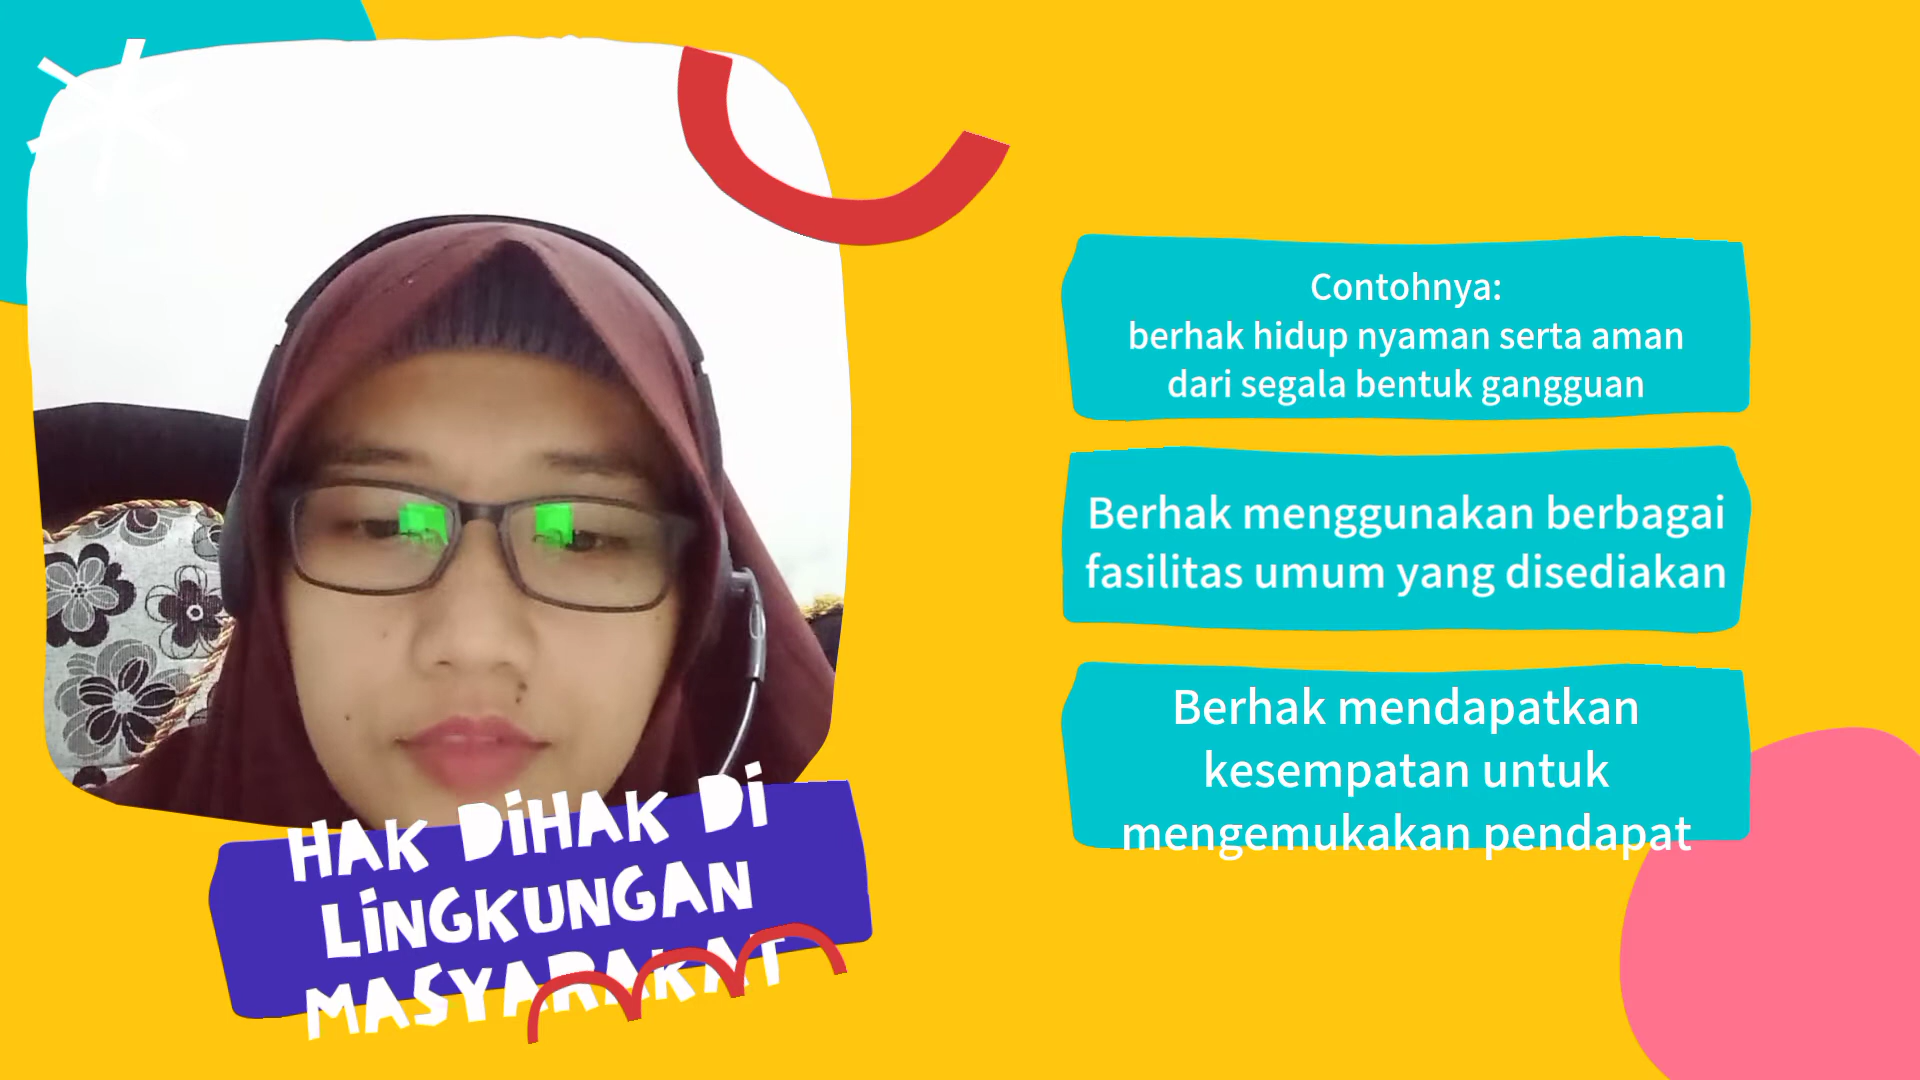 HAK DIHAK DI
LINGKUNGAN
MASYARAKAT
Contohnya:
berhak hidup nyaman serta aman
dari segala bentuk gangguan
Berhak menggunakan berbagai
fasilitas umum yang disediakan
Berhak mendapatkan
kesempatan untuk
mengemukakan pendapat